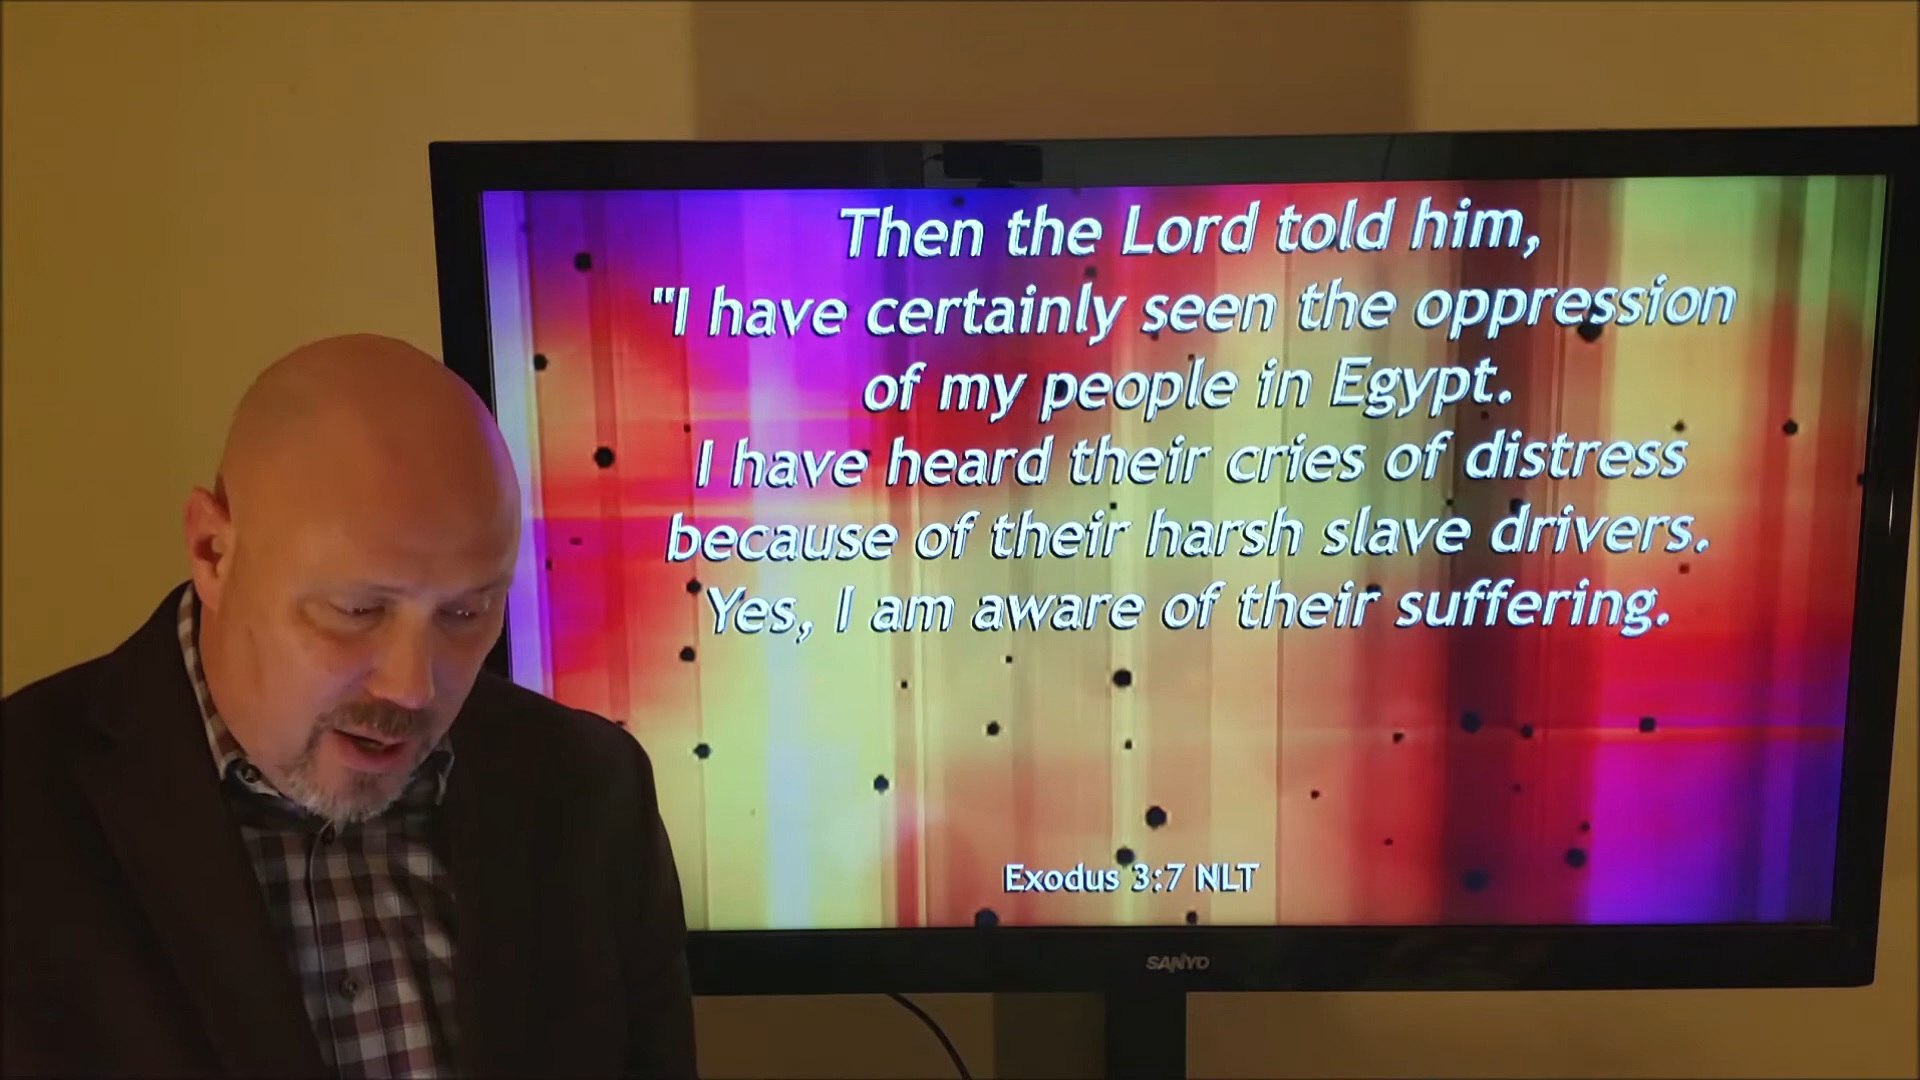 Then the Lord told him,
"I have certainly seen the oppression
of my people in Egypt.
I have heard their cries of distress
because of their harsh slave drivers.
Yes, I am aware of their suffering.
Exodus 3:7 NLT
SANYO